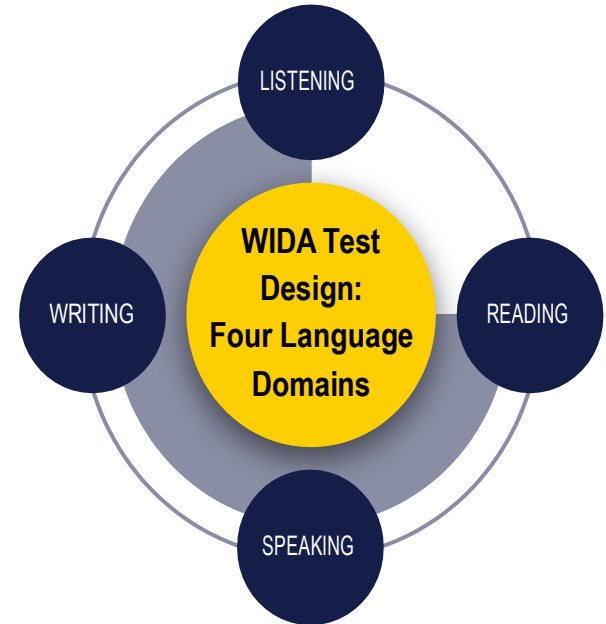 LISTENING
WIDA Test
Design:
Four Language
Domains
WRITING
READING
SPEAKING